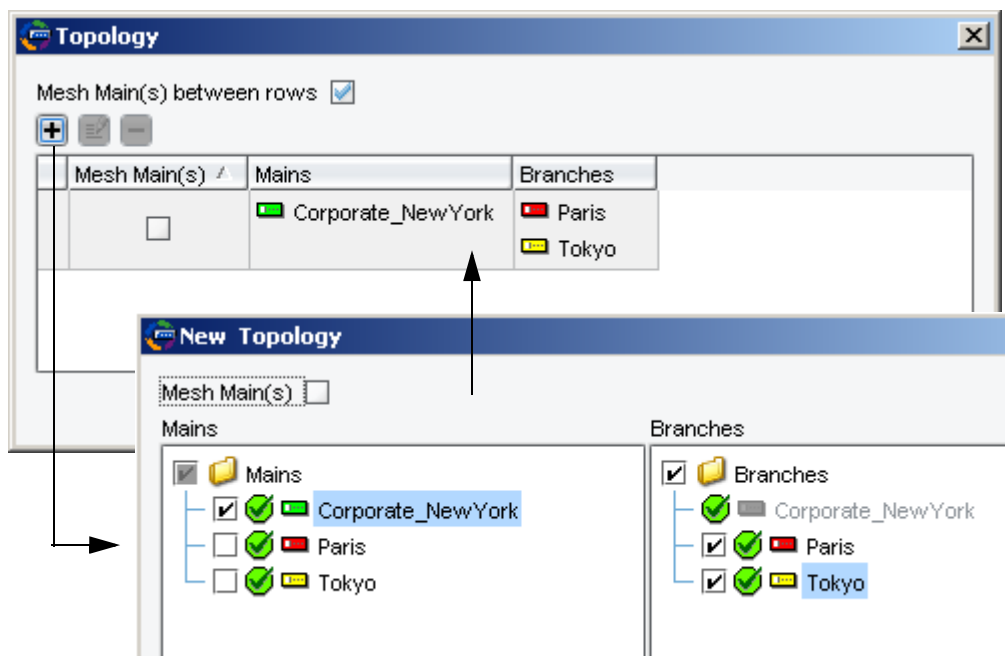 Topology
Mesh Main(s) between rows
Mesh Main(s) Mains Branches
Corporate_NewYork Paris
Tokyo
New Topology
Mesh Main(s)
Mains Branches
Mains Branches
Corporate_NewYork Corporate_NewYork
Paris Paris
Tokyo Tokyo